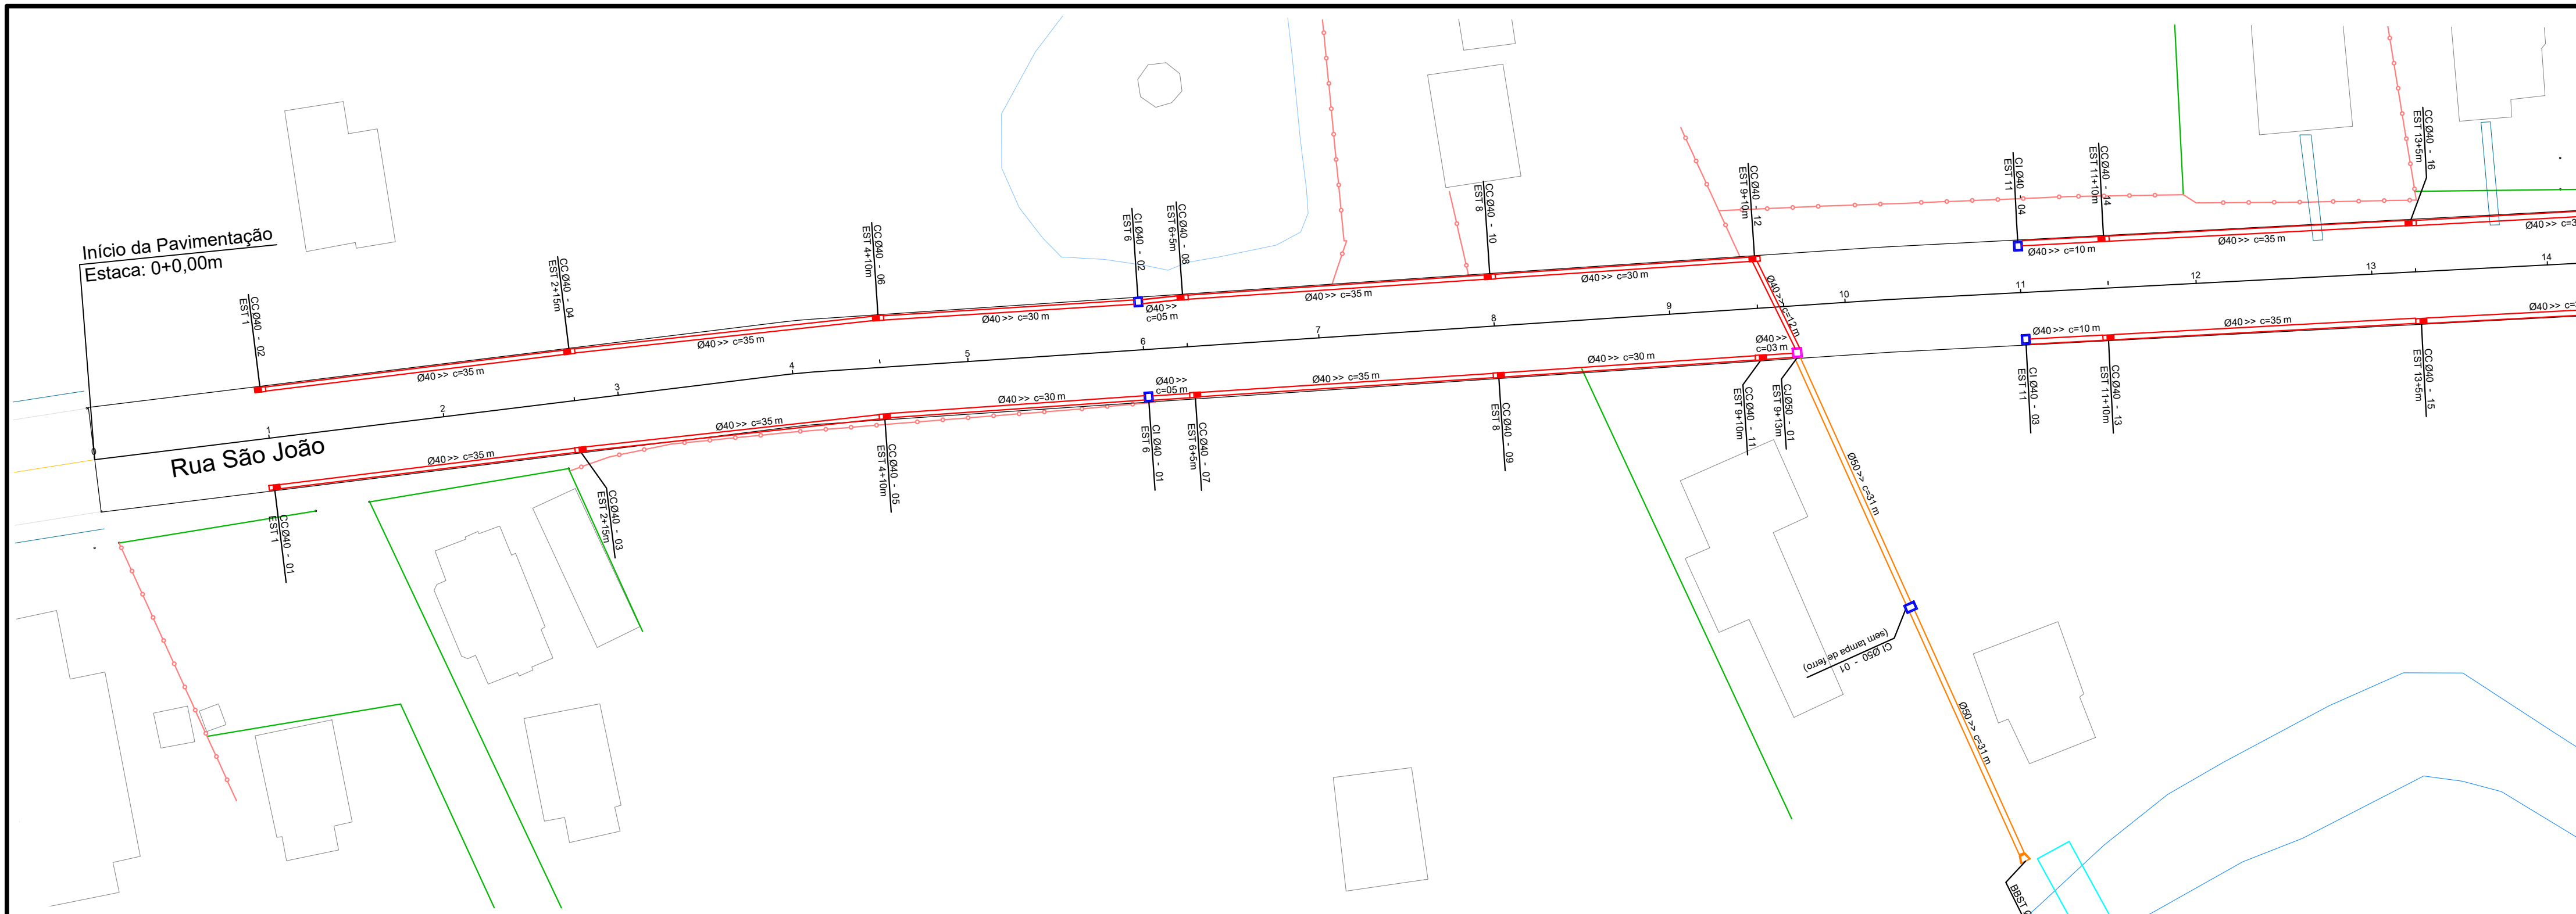 Início da Pavimentação
Estaca: 0+0,00m
CC Ø40 - 02
EST 1
CC Ø40 - 04
EST 2+15m
CC Ø40 - 06
EST 4+10m
CI Ø40 - 02
EST 6
CC Ø40 - 08
EST 6+5m
CC Ø40 - 10
EST 8
CC Ø40 - 12
EST 9+10m
CI Ø40 - 04
EST 11
CC Ø40 - 14
EST 11+10m
CC Ø40 - 16
EST 13+5m
Ø40 >> c=35 m
Ø40 >> c=35 m
Ø40 >> c=30 m
Ø40 >>
c=05 m
Ø40 >> c=35 m
Ø40 >> c=30 m
Ø40 >> c=12 m
Ø40 >> c=10 m
Ø40 >> c=35 m
0
1
2
3
4
5
6
7
8
9
10
11
12
13
14
Rua São João
Ø40 >> c=35 m
Ø40 >> c=35 m
Ø40 >> c=30 m
Ø40 >>
c=05 m
Ø40 >> c=35 m
Ø40 >> c=30 m
Ø40 >>
c=03 m
Ø40 >> c=10 m
Ø40 >> c=35 m
CC Ø40 - 01
EST 1
CC Ø40 - 03
EST 2+15m
CC Ø40 - 05
EST 4+10m
CI Ø40 - 01
EST 6
CC Ø40 - 07
EST 6+5m
CC Ø40 - 09
EST 8
CC Ø40 - 11
EST 9+10m
CJ Ø50 - 01
EST 9+13m
CI Ø40 - 03
EST 11
CC Ø40 - 13
EST 11+10m
CC Ø40 - 15
EST 13+5m
Ø50 >> c=31 m
CI Ø50 - 01
(sem tampa de ferro)
Ø50 >> c=31 m
BBST